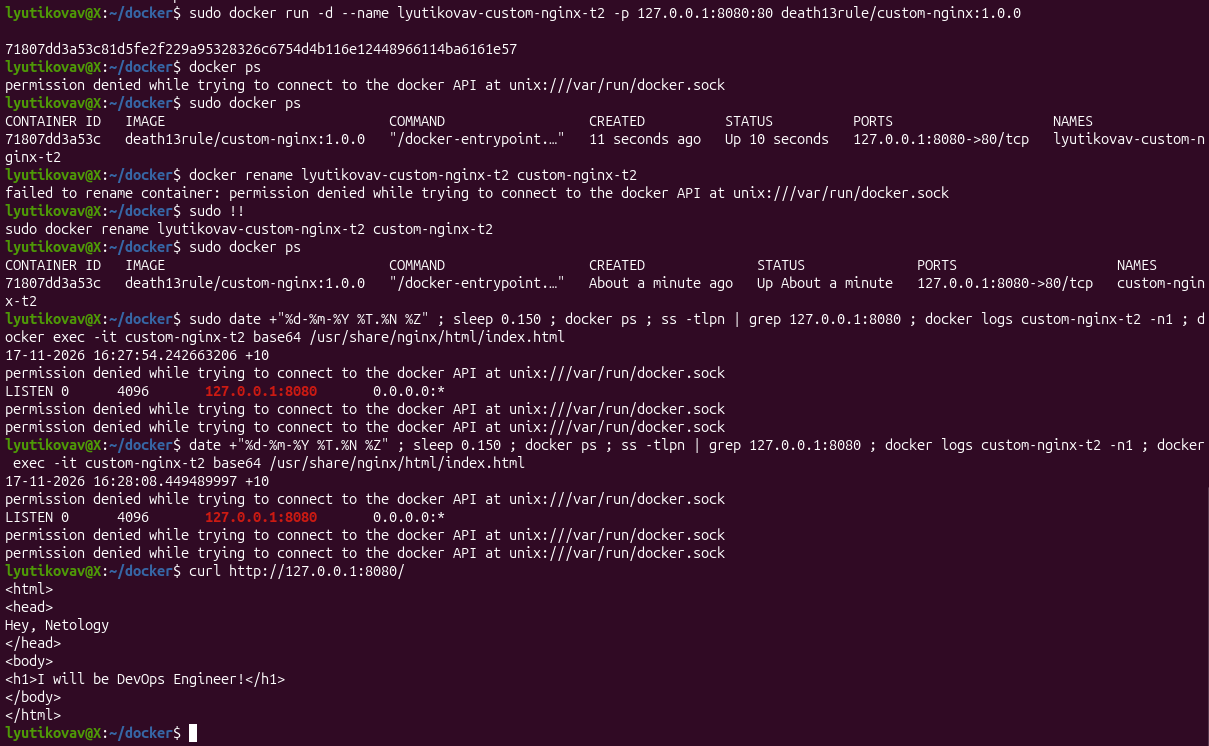 lyutikovav@X:~/docker$ sudo docker run -d --name lyutikovav-custom-nginx-t2 -p 127.0.0.1:8080:80 death13rule/custom-nginx:1.0.0
71807dd3a53c81d5fe2f229a95328326c6754d4b116e12448966114ba6161e57
lyutikovav@X:~/docker$ docker ps
permission denied while trying to connect to the docker API at unix:///var/run/docker.sock
lyutikovav@X:~/docker$ sudo docker ps
CONTAINER ID   IMAGE                            COMMAND                  CREATED          STATUS          PORTS                    NAMES
71807dd3a53c   death13rule/custom-nginx:1.0.0   "/docker-entrypoint.…"   11 seconds ago   Up 10 seconds   127.0.0.1:8080->80/tcp   lyutikovav-custom-n
ginx-t2
lyutikovav@X:~/docker$ docker rename lyutikovav-custom-nginx-t2 custom-nginx-t2
failed to rename container: permission denied while trying to connect to the docker API at unix:///var/run/docker.sock
lyutikovav@X:~/docker$ sudo !!
sudo docker rename lyutikovav-custom-nginx-t2 custom-nginx-t2
lyutikovav@X:~/docker$ sudo docker ps
CONTAINER ID   IMAGE                            COMMAND                  CREATED              STATUS              PORTS                    NAMES
71807dd3a53c   death13rule/custom-nginx:1.0.0   "/docker-entrypoint.…"   About a minute ago   Up About a minute   127.0.0.1:8080->80/tcp   custom-ngin
x-t2
lyutikovav@X:~/docker$ sudo date +"%d-%m-%Y %T.%N %Z" ; sleep 0.150 ; docker ps ; ss -tlpn | grep 127.0.0.1:8080 ; docker logs custom-nginx-t2 -n1 ; d
ocker exec -it custom-nginx-t2 base64 /usr/share/nginx/html/index.html
17-11-2026 16:27:54.242663206 +10
permission denied while trying to connect to the docker API at unix:///var/run/docker.sock
LISTEN 0      4096       127.0.0.1:8080       0.0.0.0:*
permission denied while trying to connect to the docker API at unix:///var/run/docker.sock
permission denied while trying to connect to the docker API at unix:///var/run/docker.sock
lyutikovav@X:~/docker$ date +"%d-%m-%Y %T.%N %Z" ; sleep 0.150 ; docker ps ; ss -tlpn | grep 127.0.0.1:8080 ; docker logs custom-nginx-t2 -n1 ; docker
 exec -it custom-nginx-t2 base64 /usr/share/nginx/html/index.html
17-11-2026 16:28:08.449489997 +10
permission denied while trying to connect to the docker API at unix:///var/run/docker.sock
LISTEN 0      4096       127.0.0.1:8080       0.0.0.0:*
permission denied while trying to connect to the docker API at unix:///var/run/docker.sock
permission denied while trying to connect to the docker API at unix:///var/run/docker.sock
lyutikovav@X:~/docker$ curl http://127.0.0.1:8080/
<html>
<head>
Hey, Netology
</head>
<body>
<h1>I will be DevOps Engineer!</h1>
</body>
</html>
lyutikovav@X:~/docker$